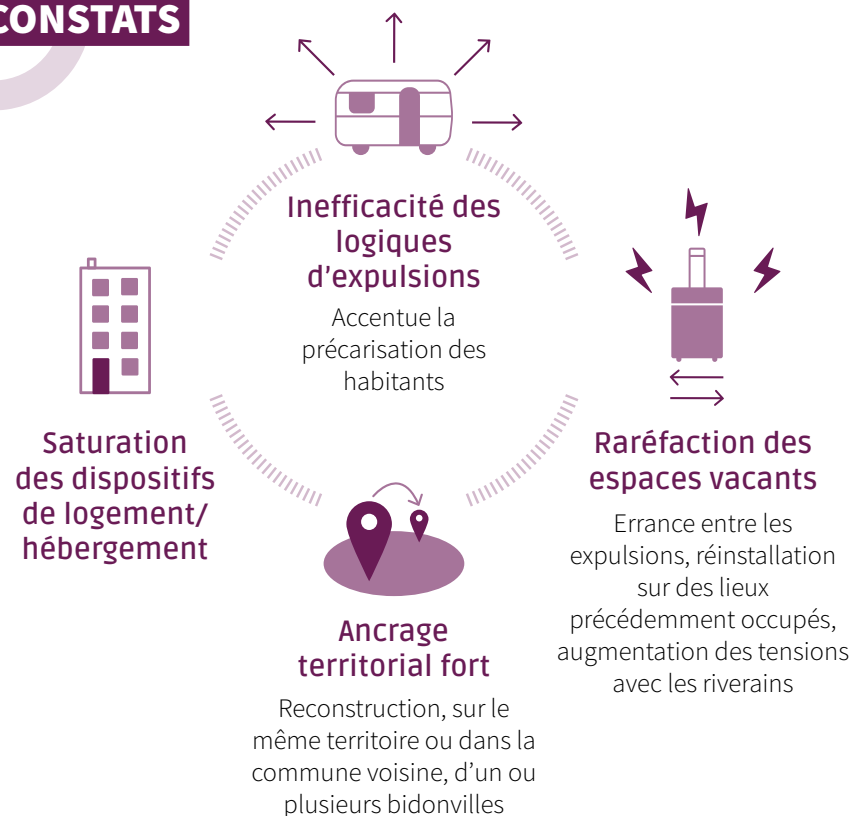 CONSTATS
Inefficacité des
logiques
d'expulsions
Accentue la
précarisation des
habitants
Raréfaction des
espaces vacants
Errance entre les
expulsions, réinstallation
sur des lieux
précédemment occupés,
augmentation des tensions
avec les riverains
Ancrage
territorial fort
Reconstruction, sur le
même territoire ou dans la
commune voisine, d'un ou
plusieurs bidonvilles
Saturation
des dispositifs
de logement/
hébergement